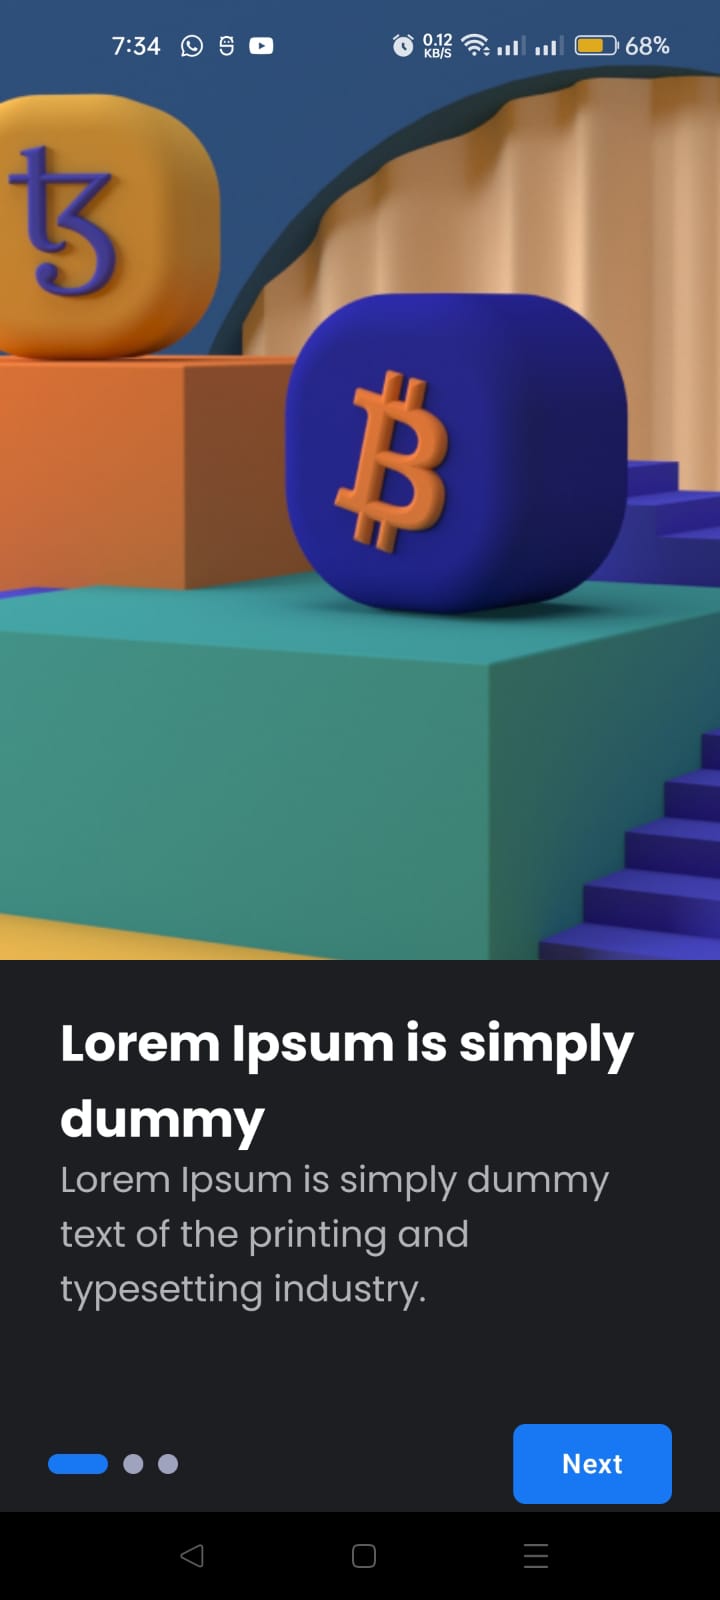 7:34
0.12
KB/S
68%
Lorem Ipsum is simply
dummy
Lorem Ipsum is simply dummy
text of the printing and
typesetting industry.
Next